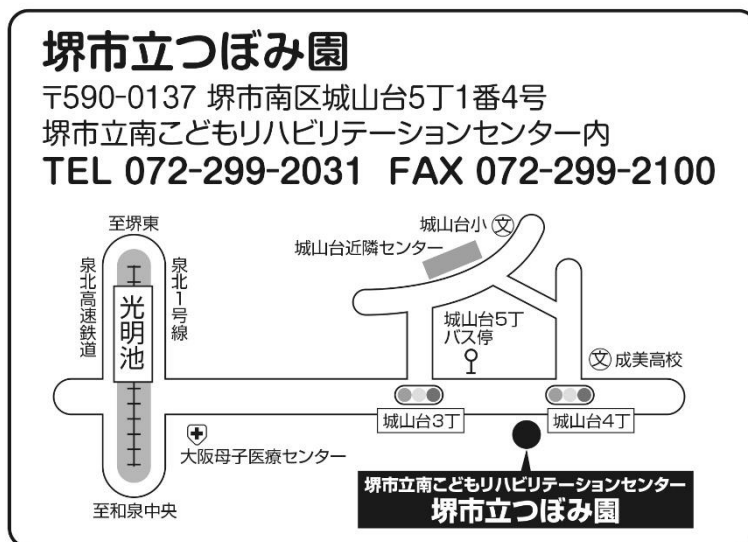 堺市立つぼみ園
〒590-0137 堺市南区城山台5丁1番4号
堺市立南こどもリハビリテーションセンター内
TEL 072-299-2031 FAX 072-299-2100
至堺東
城山台小 文
城山台近隣センター
泉北高速鉄道
泉北1号線
光明池
城山台5丁
バス停
文 成美高校
城山台3丁
城山台4丁
大阪母子医療センター
堺市立南こどもリハビリテーションセンター
堺市立つぼみ園
至和泉中央